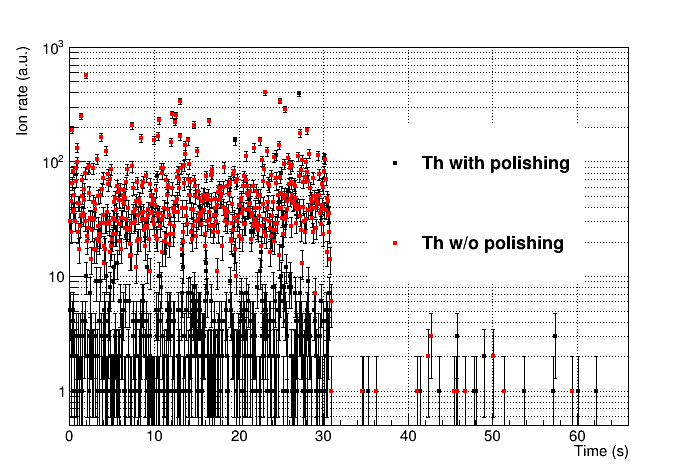 Ion rate (a.u.)
10³
10²
10
1
Th with polishing
Th w/o polishing
0 10 20 30 40 50 60
Time (s)